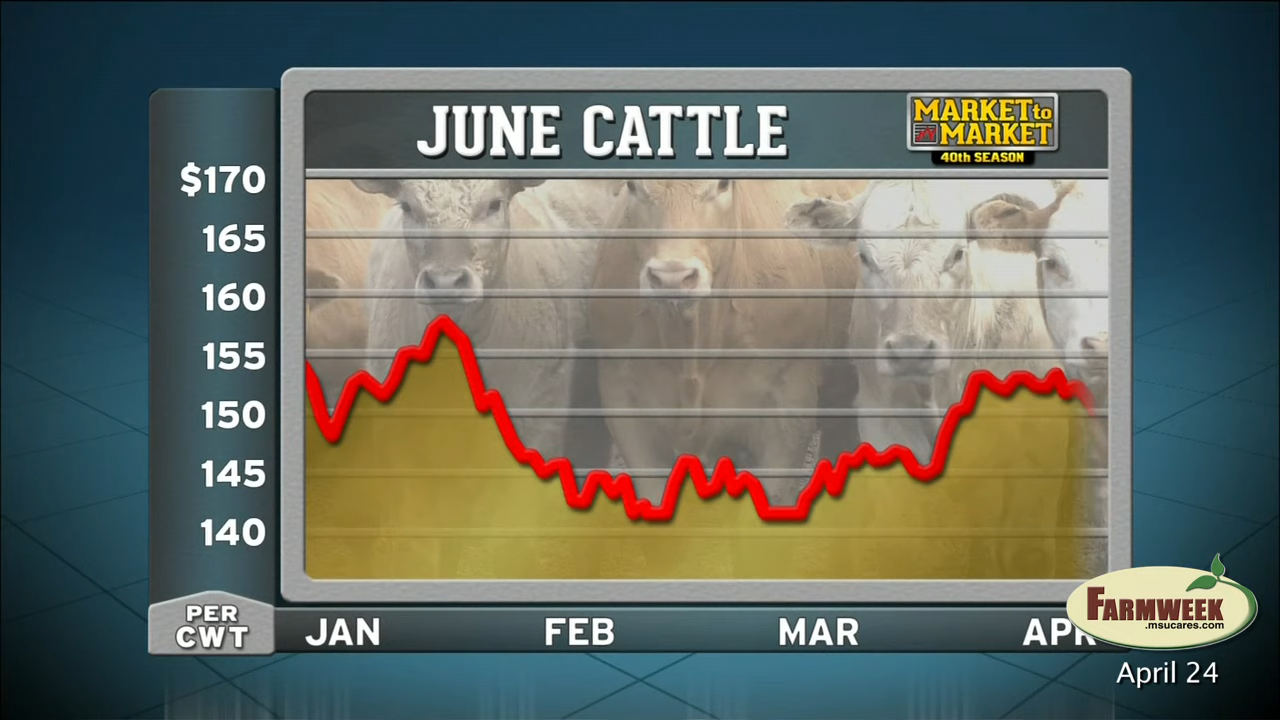 JUNE CATTLE
MARKET to
MARKET
40th SEASON
$170
165
160
155
150
145
140
PER
CWT
JAN FEB MAR APR
FARMWEEK
.msucares.com
April 24